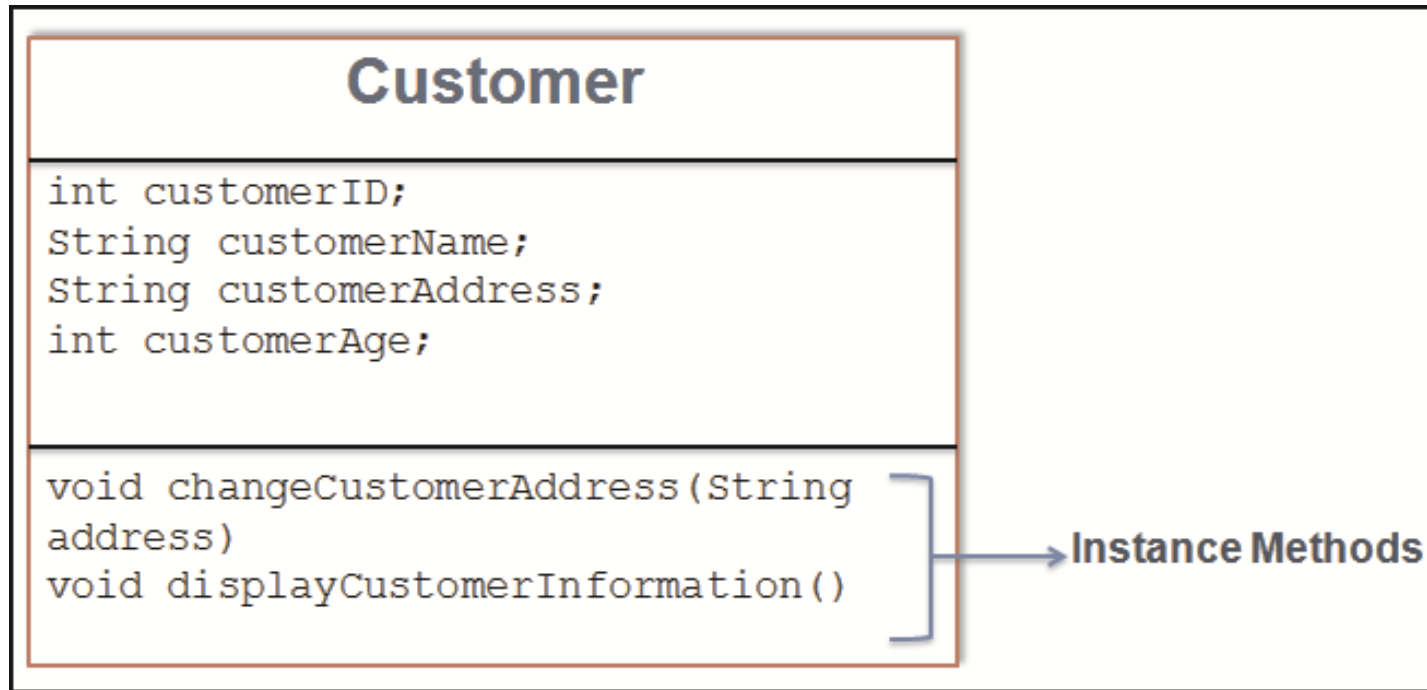 Customer
int customerID;
String customerName;
String customerAddress;
int customerAge;
void changeCustomerAddress(String
address)
void displayCustomerInformation()
Instance Methods